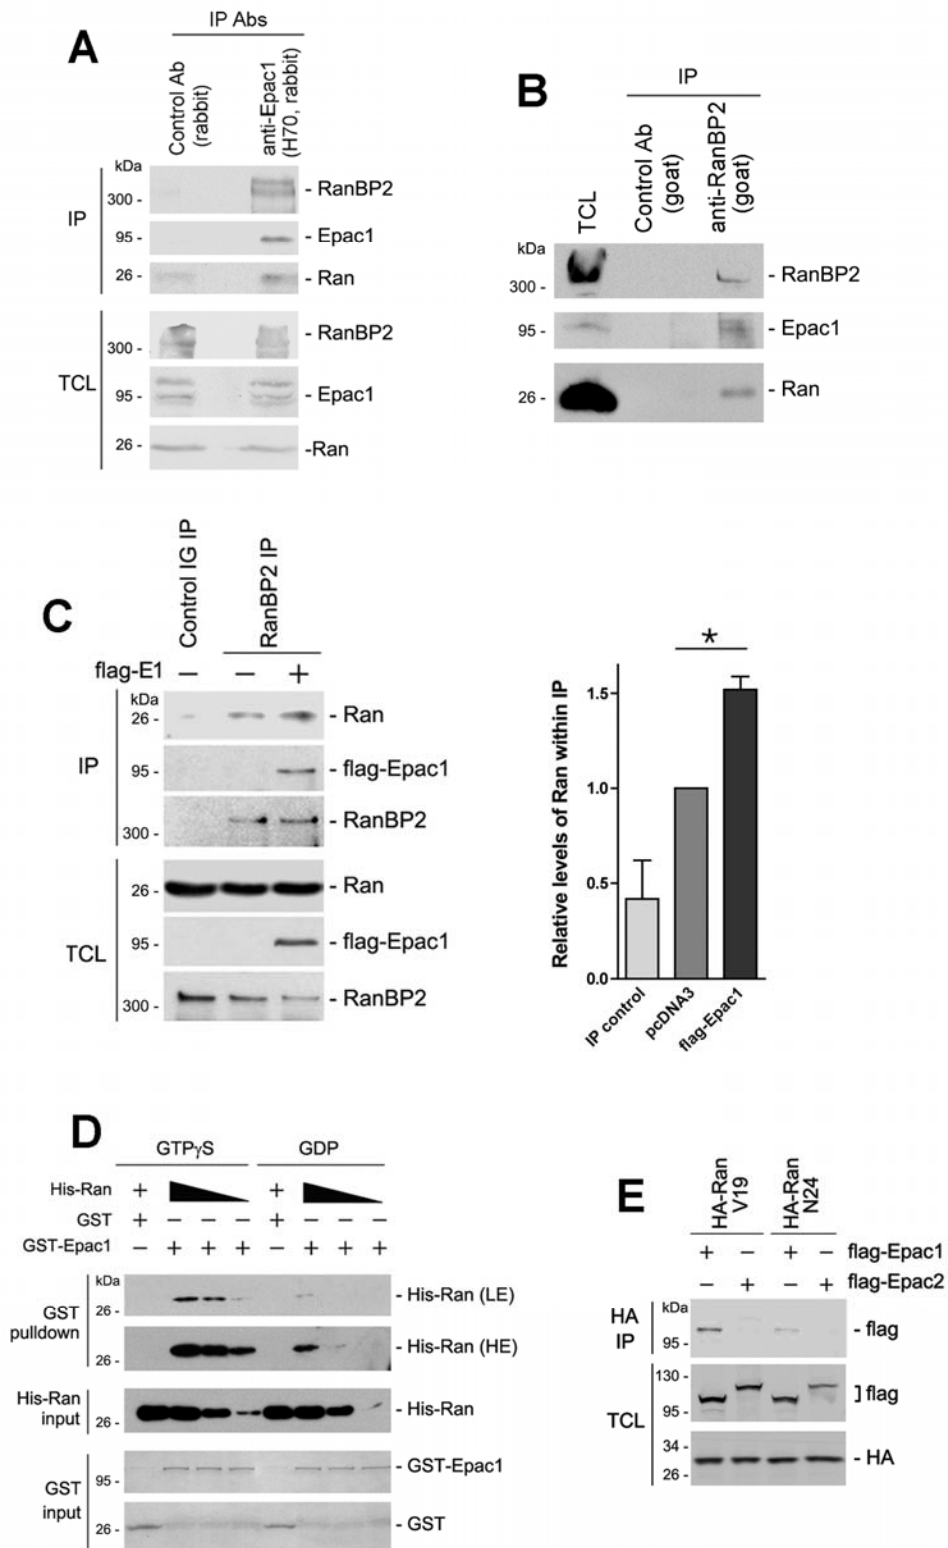 A
IP Abs
Control Ab
(rabbit)
anti-Epac1
(H70, rabbit)
kDa
IP
300 -
- RanBP2
95 -
- Epac1
26 -
- Ran
TCL
300 -
- RanBP2
95 -
- Epac1
26 -
-Ran
B
IP
TCL
Control Ab
(goat)
anti-RanBP2
(goat)
kDa
300 -
- RanBP2
95 -
- Epac1
26 -
- Ran
C
Control IG IP
RanBP2 IP
flag-E1 − − +
kDa
IP
26 -
- Ran
95 -
- flag-Epac1
300 -
- RanBP2
TCL
26 -
- Ran
95 -
- flag-Epac1
300 -
- RanBP2
*
Relative levels of Ran within IP
1.5
1.0
0.5
0.0
IP control
pcDNA3
flag-Epac1
D
GTPγS GDP
His-Ran + +
GST + − − − + − − −
GST-Epac1 − + + + − + + +
kDa
GST
pulldown
26 -
- His-Ran (LE)
26 -
- His-Ran (HE)
His-Ran
input
26 -
- His-Ran
GST
input
95 -
- GST-Epac1
26 -
- GST
E
HA-Ran
V19
HA-Ran
N24
+ − + − flag-Epac1
− + − + flag-Epac2
kDa
HA
IP
95 -
- flag
TCL
130 -
95 -
] flag
34 -
26 -
- HA